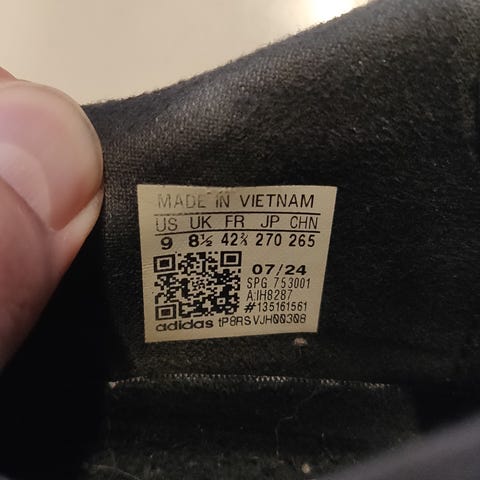 MADE IN VIETNAM
US UK FR JP CHN
9 8½ 42⅔ 270 265
07/24
SPG 753001
A:IH8287
#135161561
adidas tP8RSVJH00308